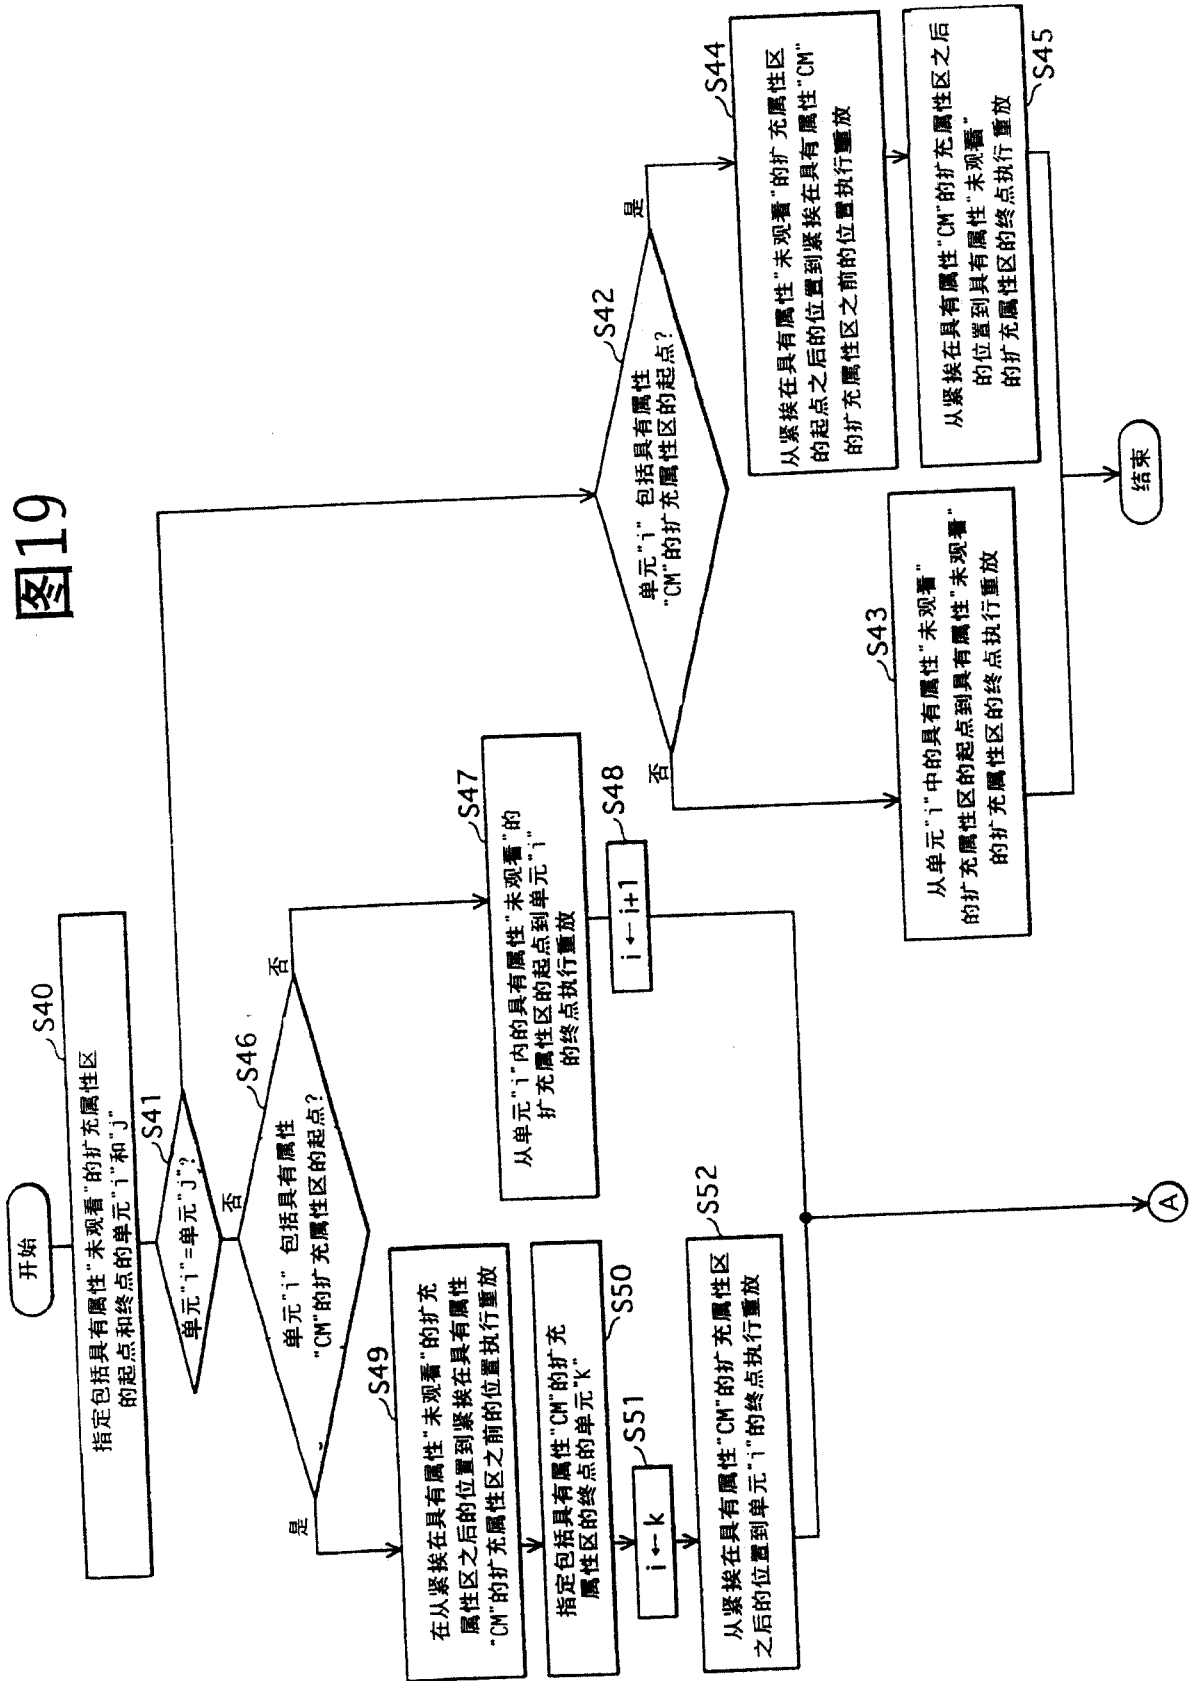 图19
开始
S40
指定包括具有属性"未观看"的扩充属性区
的起点和终点的单元"i"和"j"
S41
单元"i"=单元"j"?
否
S46
单元"i" 包括具有属性
"CM"的扩充属性区的起点?
是
否
S49
在从紧挨在具有属性"未观看"的扩充
属性区之后的位置到紧挨在具有属性
"CM"的扩充属性区之前的位置执行重放
S50
指定包括具有属性"CM"的扩充
属性区的终点的单元"k"
S51
i←k
S52
从紧挨在具有属性"CM"的扩充属性区
之后的位置到单元"i"的终点执行重放
S47
从单元"i"内的具有属性"未观看"的
扩充属性区的起点到单元"i"
的终点执行重放
S48
i←i+1
A
S42
单元"i" 包括具有属性
"CM"的扩充属性区的起点?
否
是
S43
从单元"i"中的具有属性"未观看"
的扩充属性区的起点到具有属性"未观看"
的扩充属性区的终点执行重放
S44
从紧挨在具有属性"未观看"的扩充属性区
的起点之后的位置到紧挨在具有属性"CM"
的扩充属性区之前的位置执行重放
S45
从紧挨在具有属性"CM"的扩充属性区之后
的位置到具有属性"未观看"
的扩充属性区的终点执行重放
结束